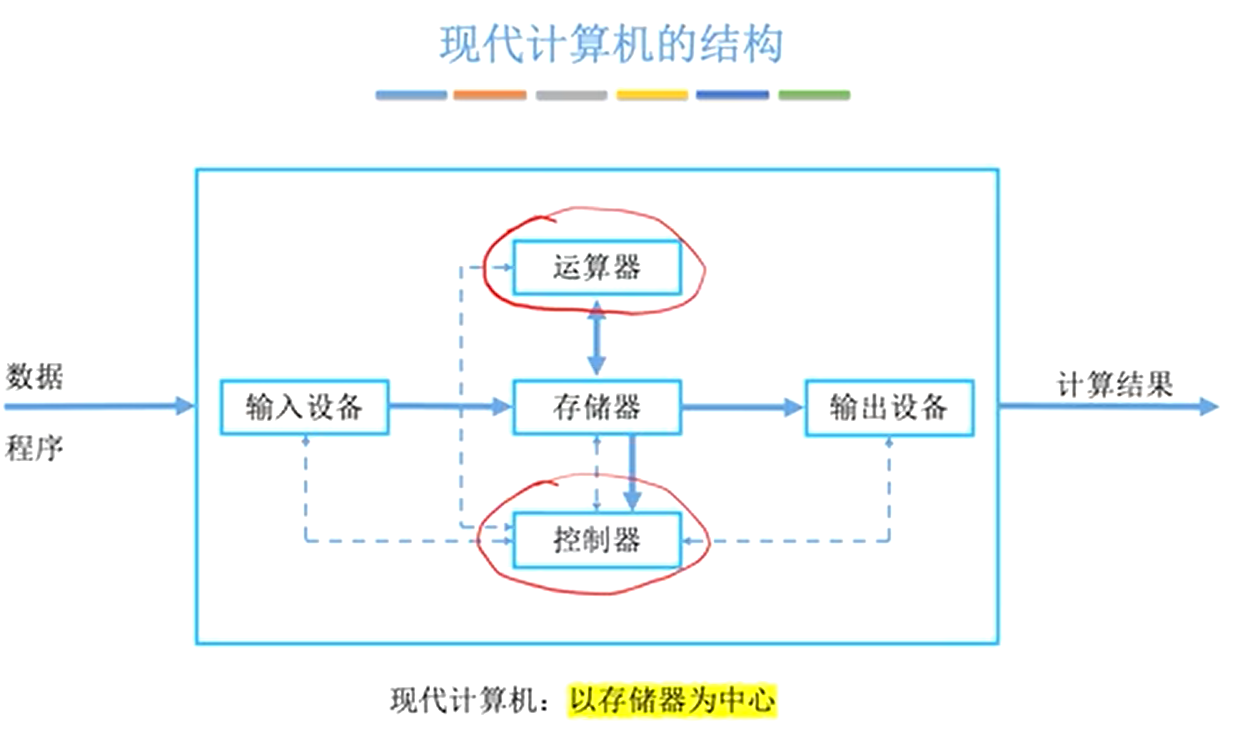 现代计算机的结构
运算器
数据
程序
输入设备
存储器
输出设备
计算结果
控制器
现代计算机：以存储器为中心